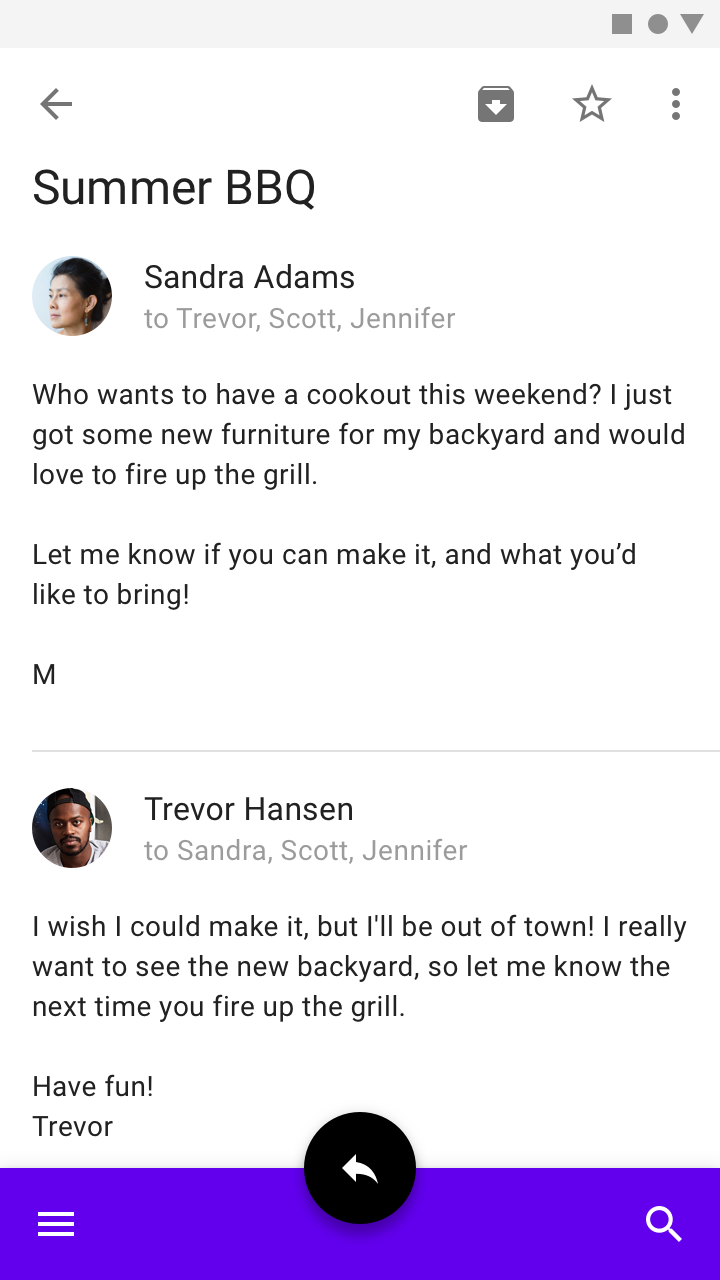 Summer BBQ
Sandra Adams
to Trevor, Scott, Jennifer
Who wants to have a cookout this weekend? I just
got some new furniture for my backyard and would
love to fire up the grill.
Let me know if you can make it, and what you’d
like to bring!
M
Trevor Hansen
to Sandra, Scott, Jennifer
I wish I could make it, but I'll be out of town! I really
want to see the new backyard, so let me know the
next time you fire up the grill.
Have fun!
Trevor